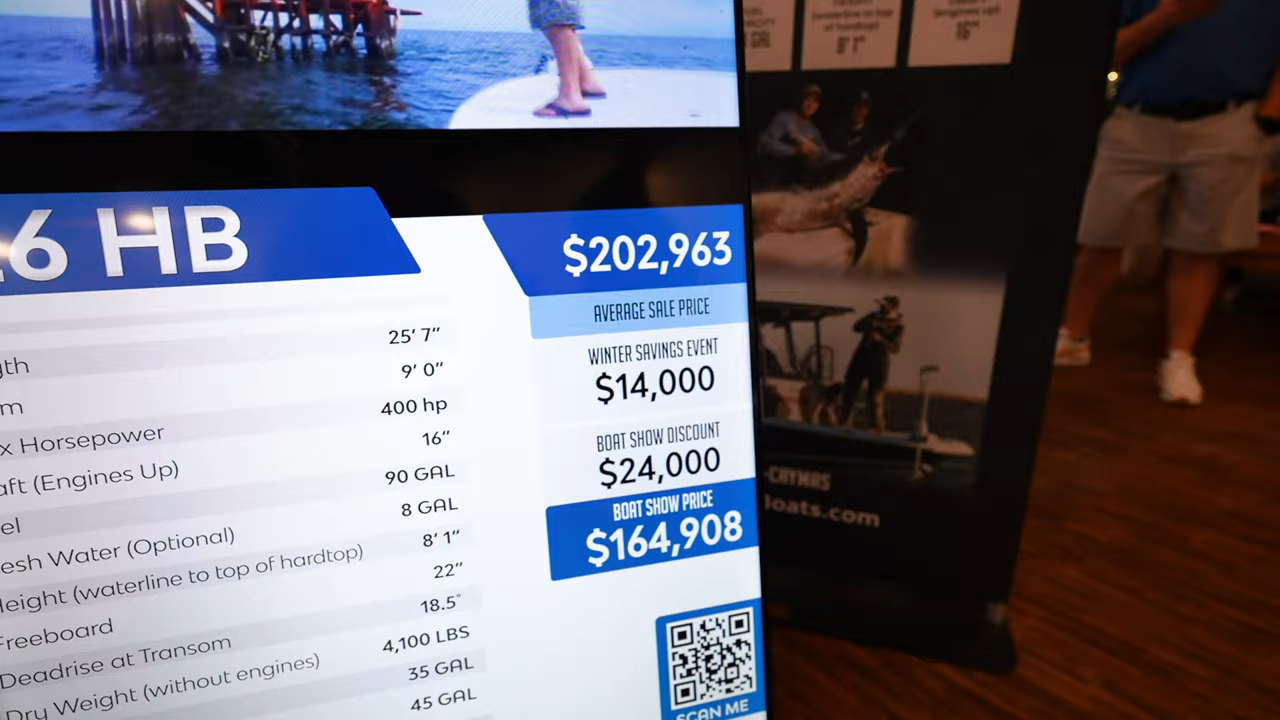 6 HB
$202,963
AVERAGE SALE PRICE
WINTER SAVINGS EVENT
$14,000
BOAT SHOW DISCOUNT
$24,000
BOAT SHOW PRICE
$164,908
SCAN ME
gth 25' 7"
m 9' 0"
x Horsepower 400 hp
aft (Engines Up) 16"
el 90 GAL
esh Water (Optional) 8 GAL
Height (waterline to top of hardtop) 8' 1"
Freeboard 22"
Deadrise at Transom 18.5"
Dry Weight (without engines) 4,100 LBS
35 GAL
45 GAL
GAL
8' 1"
16"
-CAYMAS
Boats.com